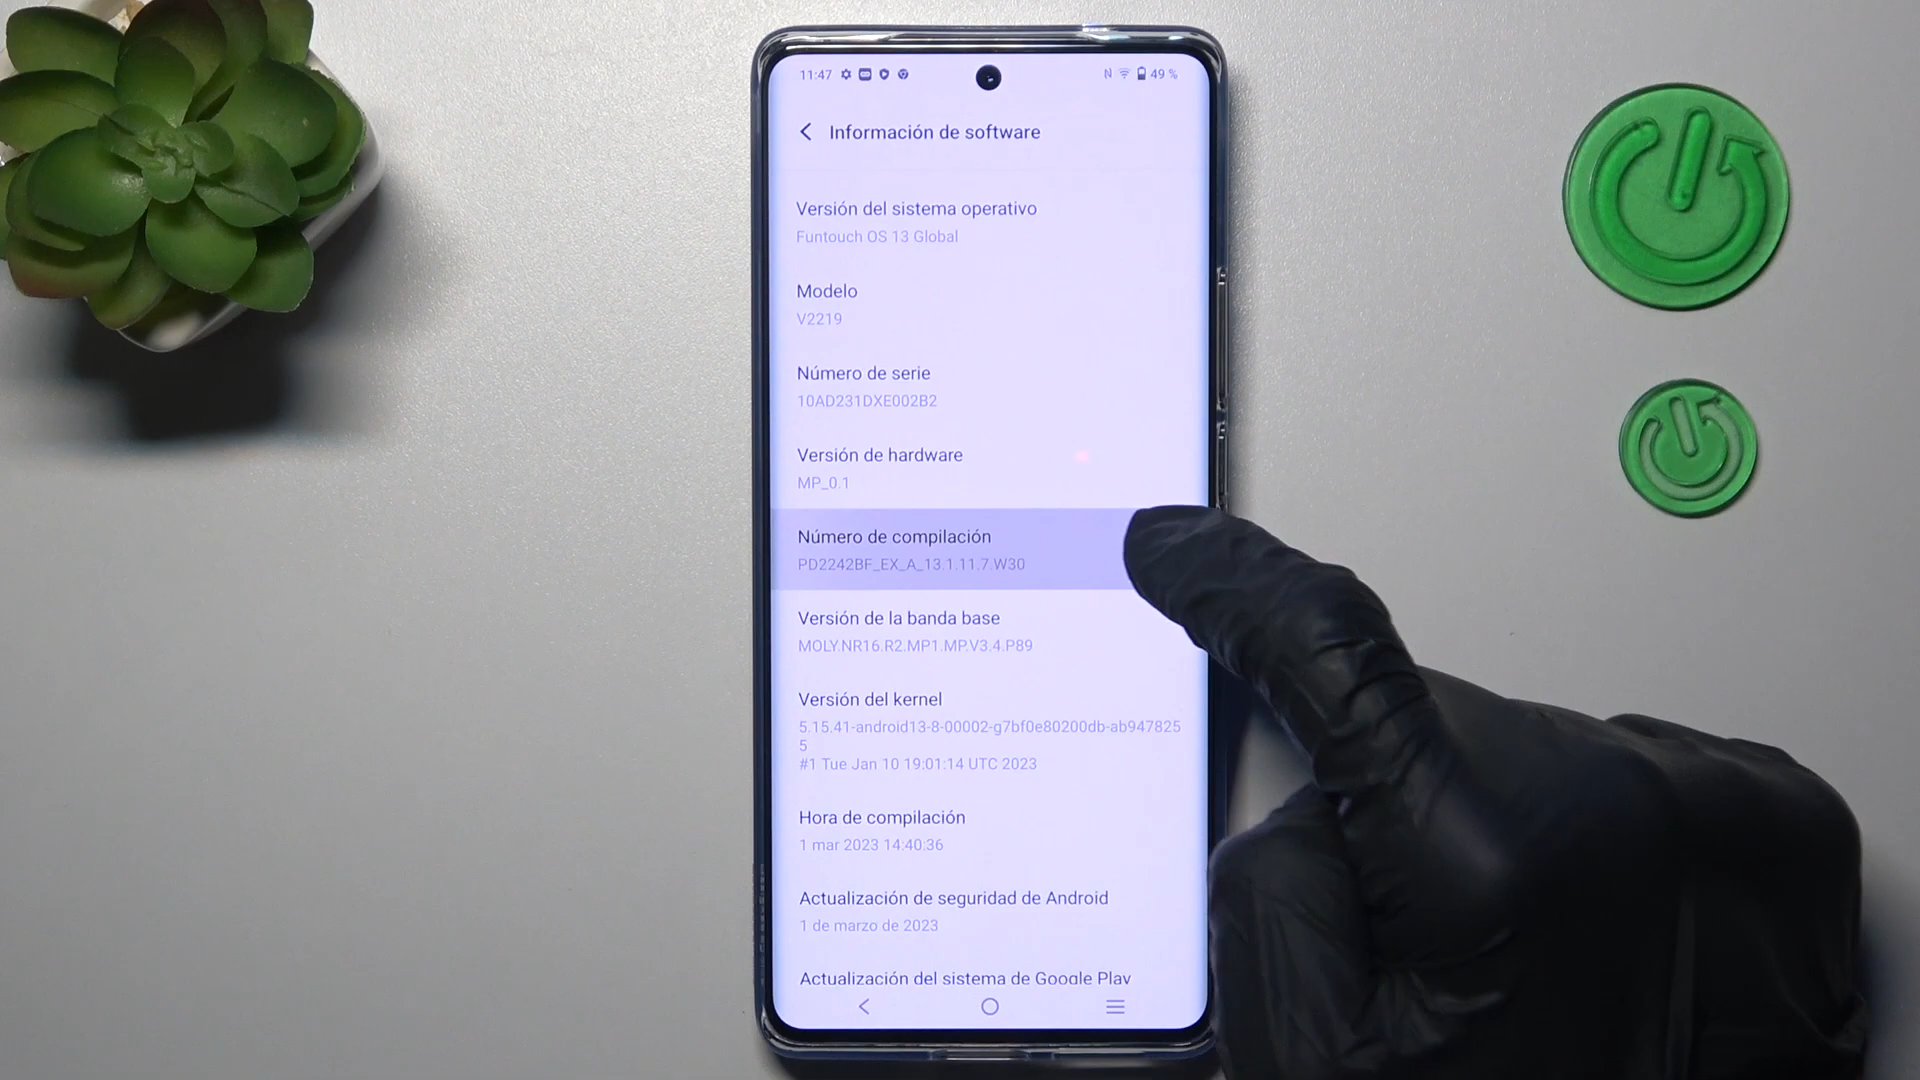 11:47
49 %
Información de software
Versión del sistema operativo
Funtouch OS 13 Global
Modelo
V2219
Número de serie
10AD231DXE002B2
Versión de hardware
MP_0.1
Número de compilación
PD2242BF_EX_A_13.1.11.7.W30
Versión de la banda base
MOLY.NR16.R2.MP1.MP.V3.4.P89
Versión del kernel
5.15.41-android13-8-00002-g7bf0e80200db-ab947825
5
#1 Tue Jan 10 19:01:14 UTC 2023
Hora de compilación
1 mar 2023 14:40:36
Actualización de seguridad de Android
1 de marzo de 2023
Actualización del sistema de Google Play